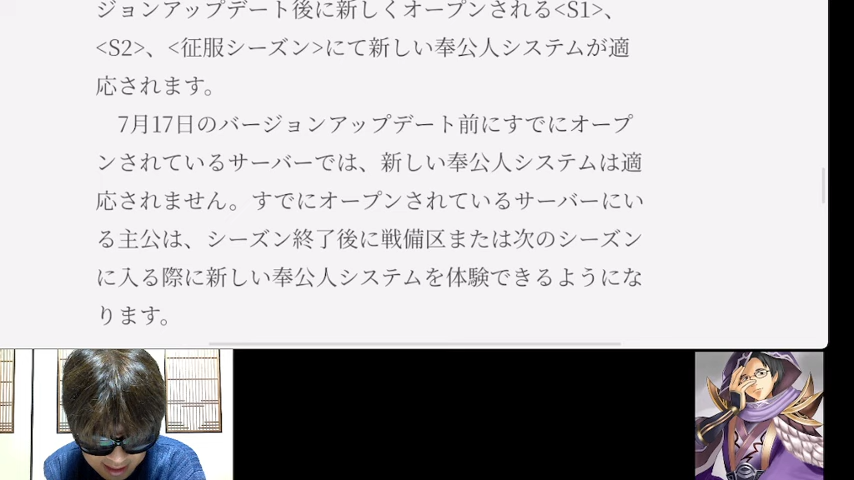 ジョンアップデート後に新しくオープンされる<S1>、
<S2>、<征服シーズン>にて新しい奉公人システムが適
応されます。
　7月17日のバージョンアップデート前にすでにオープ
ンされているサーバーでは、新しい奉公人システムは適
応されません。すでにオープンされているサーバーにい
る主公は、シーズン終了後に戦備区または次のシーズン
に入る際に新しい奉公人システムを体験できるようにな
ります。